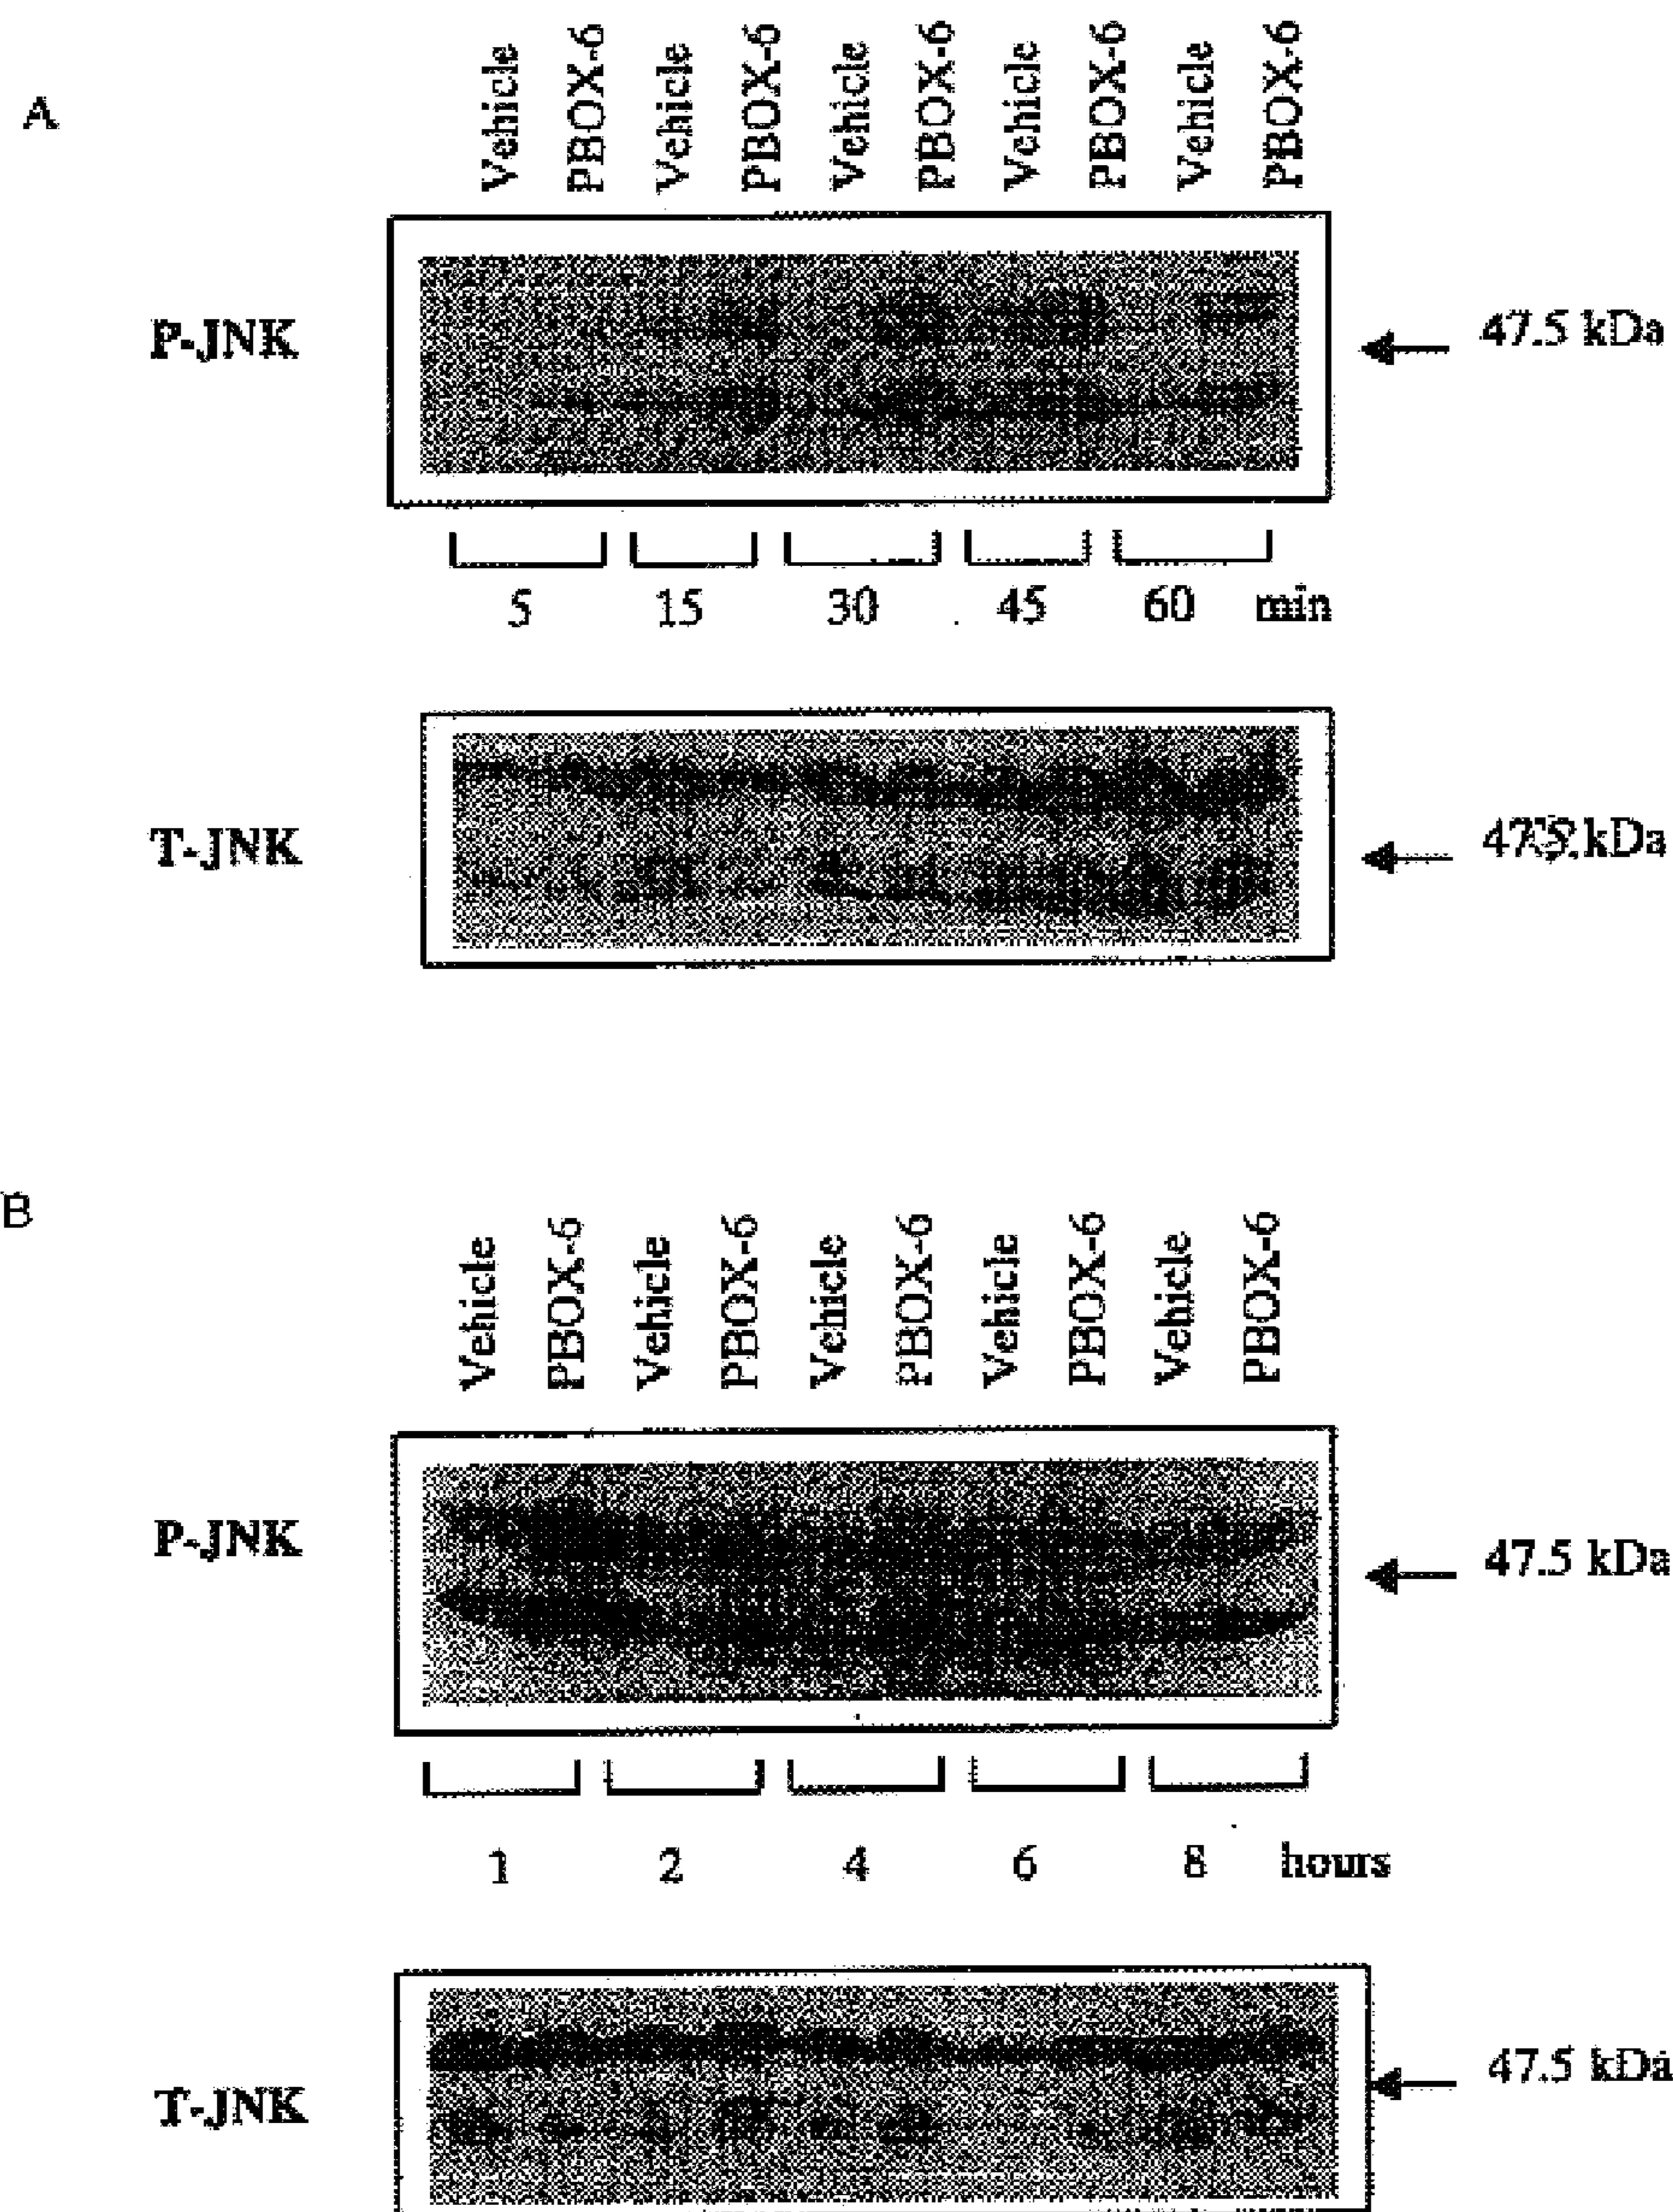 A
Vehicle PBOX-6 Vehicle PBOX-6 Vehicle PBOX-6 Vehicle PBOX-6 Vehicle PBOX-6
P-JNK
47.5 kDa
5 15 30 45 60 min
T-JNK
kDa
B
Vehicle PBOX-6 Vehicle PBOX-6 Vehicle PBOX-6 Vehicle PBOX-6 Vehicle PBOX-6
P-JNK
47.5 kDa
1 2 4 6 8 hours
T-JNK
47.5 kDa